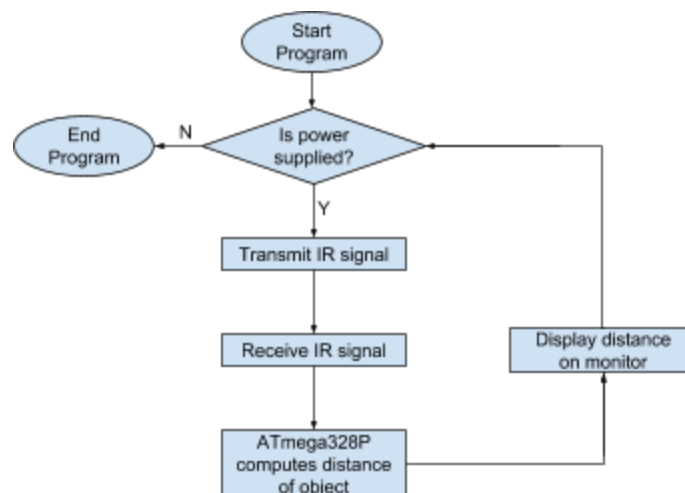 Start
Program
End
Program
N
Is power
supplied?
Y
Transmit IR signal
Receive IR signal
Display distance
on monitor
ATmega328P
computes distance
of object